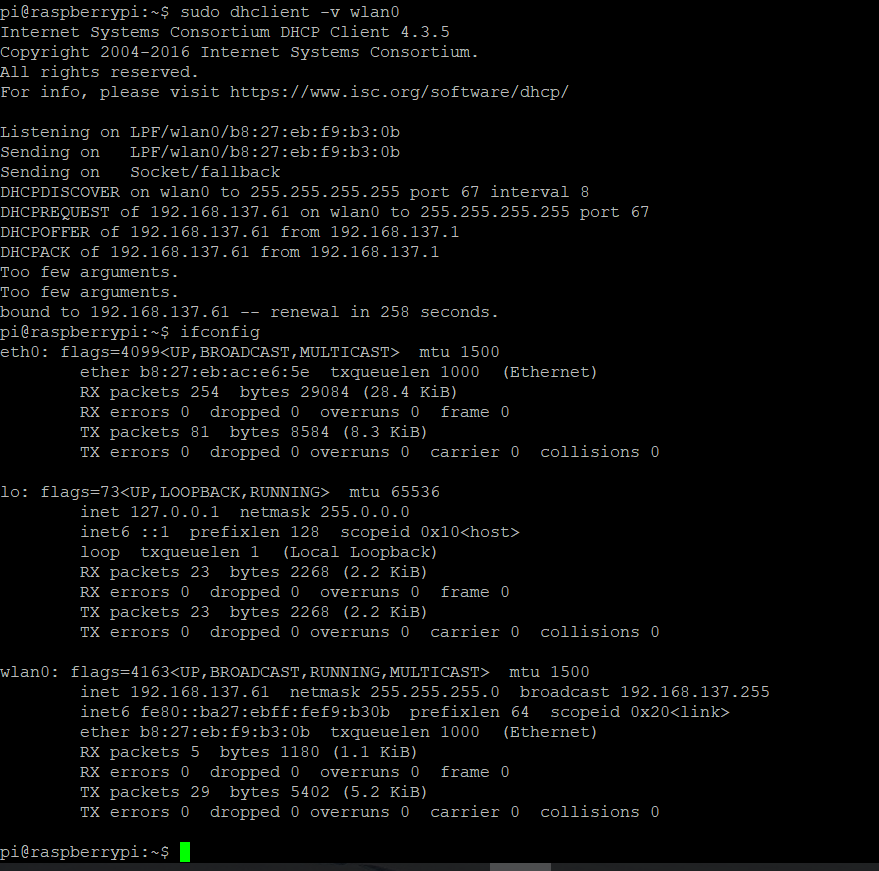 pi@raspberrypi:~$ sudo dhclient -v wlan0
Internet Systems Consortium DHCP Client 4.3.5
Copyright 2004-2016 Internet Systems Consortium.
All rights reserved.
For info, please visit https://www.isc.org/software/dhcp/

Listening on LPF/wlan0/b8:27:eb:f9:b3:0b
Sending on   LPF/wlan0/b8:27:eb:f9:b3:0b
Sending on   Socket/fallback
DHCPDISCOVER on wlan0 to 255.255.255.255 port 67 interval 8
DHCPREQUEST of 192.168.137.61 on wlan0 to 255.255.255.255 port 67
DHCPOFFER of 192.168.137.61 from 192.168.137.1
DHCPACK of 192.168.137.61 from 192.168.137.1
Too few arguments.
Too few arguments.
bound to 192.168.137.61 -- renewal in 258 seconds.
pi@raspberrypi:~$ ifconfig
eth0: flags=4099<UP,BROADCAST,MULTICAST>  mtu 1500
        ether b8:27:eb:ac:e6:5e  txqueuelen 1000  (Ethernet)
        RX packets 254  bytes 29084 (28.4 KiB)
        RX errors 0  dropped 0  overruns 0  frame 0
        TX packets 81  bytes 8584 (8.3 KiB)
        TX errors 0  dropped 0 overruns 0  carrier 0  collisions 0

lo: flags=73<UP,LOOPBACK,RUNNING>  mtu 65536
        inet 127.0.0.1  netmask 255.0.0.0
        inet6 ::1  prefixlen 128  scopeid 0x10<host>
        loop  txqueuelen 1  (Local Loopback)
        RX packets 23  bytes 2268 (2.2 KiB)
        RX errors 0  dropped 0  overruns 0  frame 0
        TX packets 23  bytes 2268 (2.2 KiB)
        TX errors 0  dropped 0 overruns 0  carrier 0  collisions 0

wlan0: flags=4163<UP,BROADCAST,RUNNING,MULTICAST>  mtu 1500
        inet 192.168.137.61  netmask 255.255.255.0  broadcast 192.168.137.255
        inet6 fe80::ba27:ebff:fef9:b30b  prefixlen 64  scopeid 0x20<link>
        ether b8:27:eb:f9:b3:0b  txqueuelen 1000  (Ethernet)
        RX packets 5  bytes 1180 (1.1 KiB)
        RX errors 0  dropped 0  overruns 0  frame 0
        TX packets 29  bytes 5402 (5.2 KiB)
        TX errors 0  dropped 0 overruns 0  carrier 0  collisions 0

pi@raspberrypi:~$